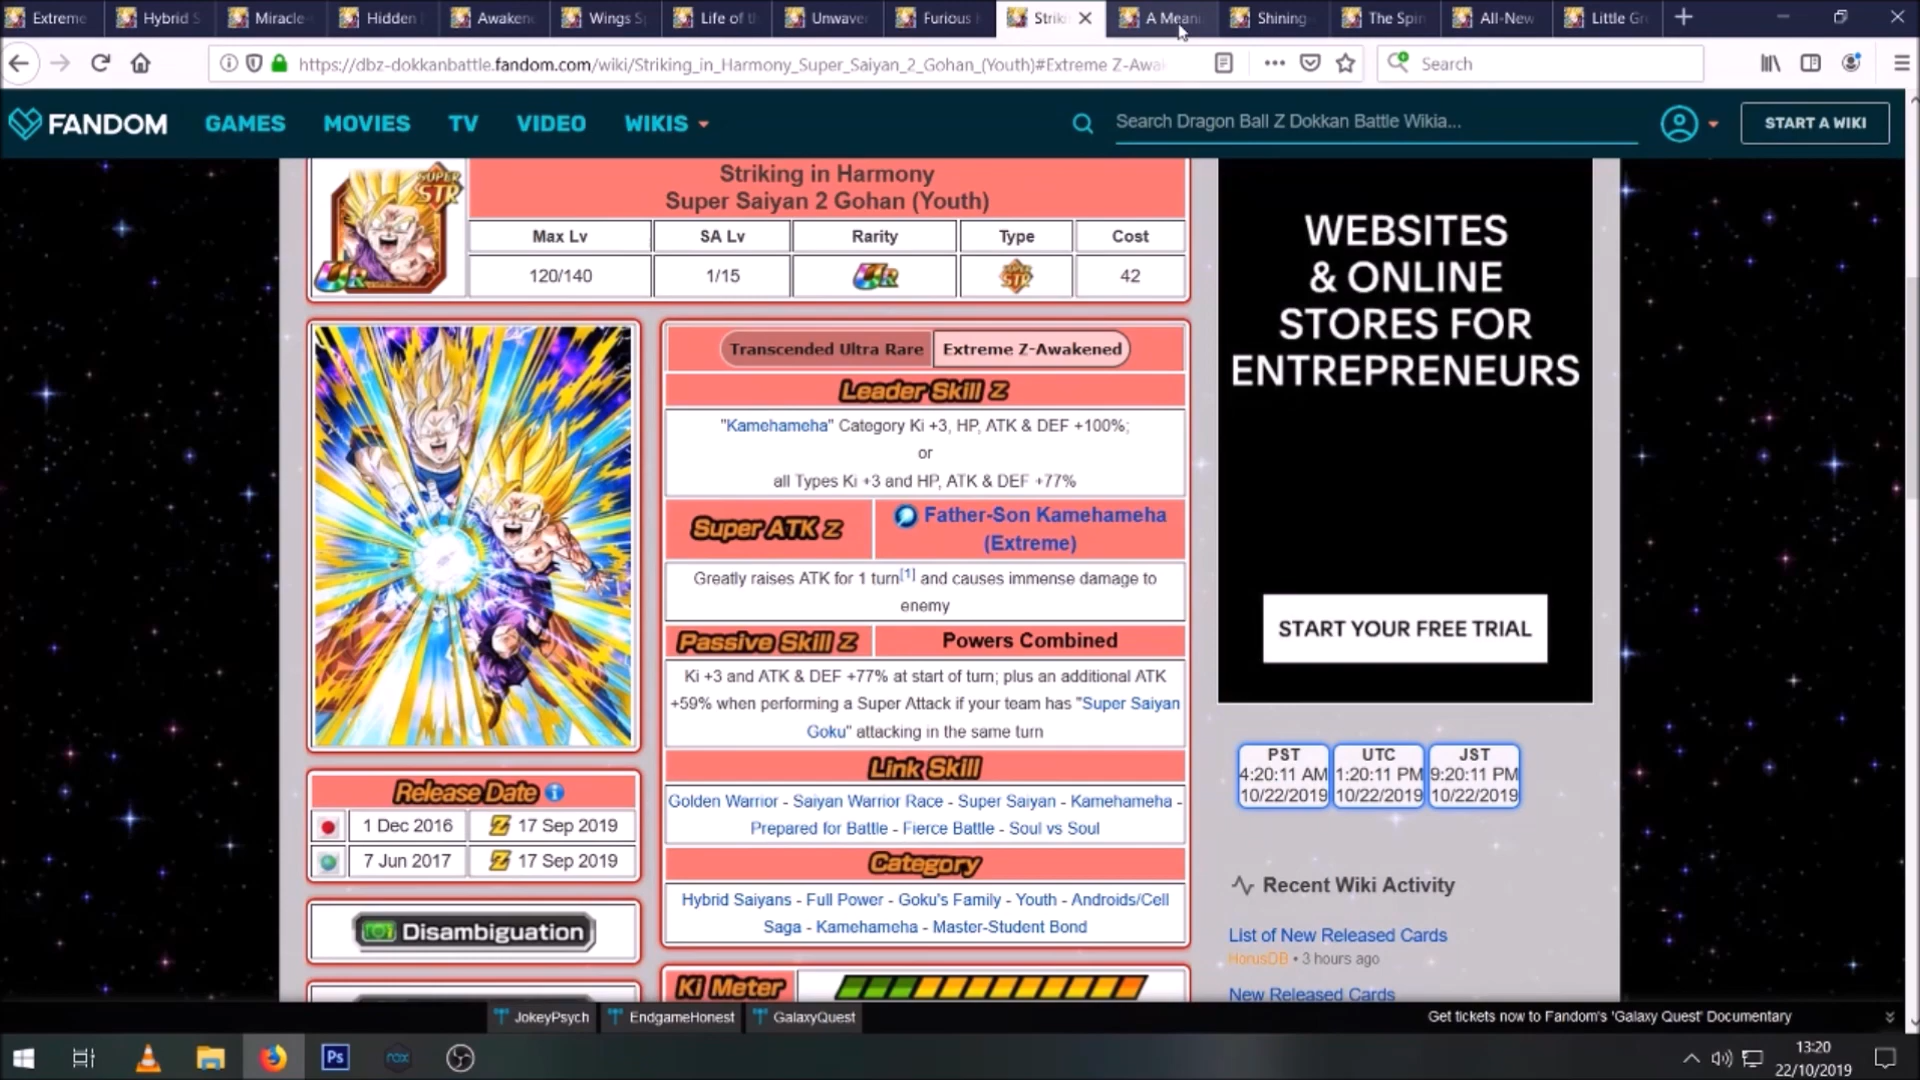 Extreme
Hybrid S
Miracle-
Hidden
Awaken
Wings Sp
Life of th
Unwaver
Furious
Strik
A Mean
Shining-
The Spir
All-New
Little Gr
https://dbz-dokkanbattle.fandom.com/wiki/Striking_in_Harmony_Super_Saiyan_2_Gohan_(Youth)#Extreme Z-Awa
Search
FANDOM
GAMES
MOVIES
TV
VIDEO
WIKIS
Search Dragon Ball Z Dokkan Battle Wikia...
START A WIKI
SUPER
STR
UR
Striking in Harmony
Super Saiyan 2 Gohan (Youth)
Max Lv
SA Lv
Rarity
Type
Cost
120/140
1/15
UR
SUPER
STR
42
Transcended Ultra Rare
Extreme Z-Awakened
Leader Skill Z
"Kamehameha" Category Ki +3, HP, ATK & DEF +100%;
or
all Types Ki +3 and HP, ATK & DEF +77%
Super ATK Z
Father-Son Kamehameha
(Extreme)
Greatly raises ATK for 1 turn[1] and causes immense damage to
enemy
Passive Skill Z
Powers Combined
Ki +3 and ATK & DEF +77% at start of turn; plus an additional ATK
+59% when performing a Super Attack if your team has "Super Saiyan
Goku" attacking in the same turn
Link Skill
Golden Warrior - Saiyan Warrior Race - Super Saiyan - Kamehameha -
Prepared for Battle - Fierce Battle - Soul vs Soul
Category
Hybrid Saiyans - Full Power - Goku's Family - Youth - Androids/Cell
Saga - Kamehameha - Master-Student Bond
Ki Meter
Release Date
1 Dec 2016
Z 17 Sep 2019
7 Jun 2017
Z 17 Sep 2019
Disambiguation
WEBSITES
& ONLINE
STORES FOR
ENTREPRENEURS
START YOUR FREE TRIAL
PST
4:20:11 AM
10/22/2019
UTC
1:20:11 PM
10/22/2019
JST
9:20:11 PM
10/22/2019
Recent Wiki Activity
List of New Released Cards
HorusDB • 3 hours ago
New Released Cards
JokeyPsych
EndgameHonest
GalaxyQuest
Get tickets now to Fandom's 'Galaxy Quest' Documentary
Ps
nox
13:20
22/10/2019